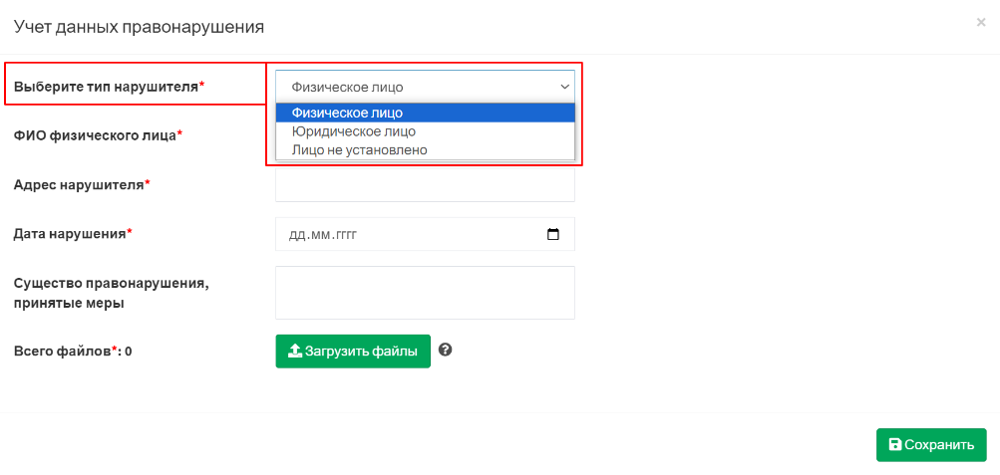 Учет данных правонарушения
×
Выберите тип нарушителя*
Физическое лицо
Физическое лицо
Юридическое лицо
Лицо не установлено
ФИО физического лица*
Адрес нарушителя*
Дата нарушения*
дд.мм.гггг
Существо правонарушения,
принятые меры
Всего файлов*: 0
Загрузить файлы
?
Сохранить